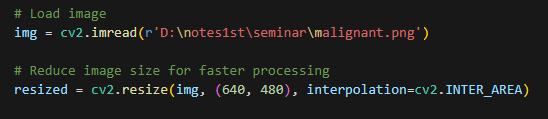 # Load image
img = cv2.imread(r'D:\notes1st\seminar\malignant.png')
# Reduce image size for faster processing
resized = cv2.resize(img, (640, 480), interpolation=cv2.INTER_AREA)